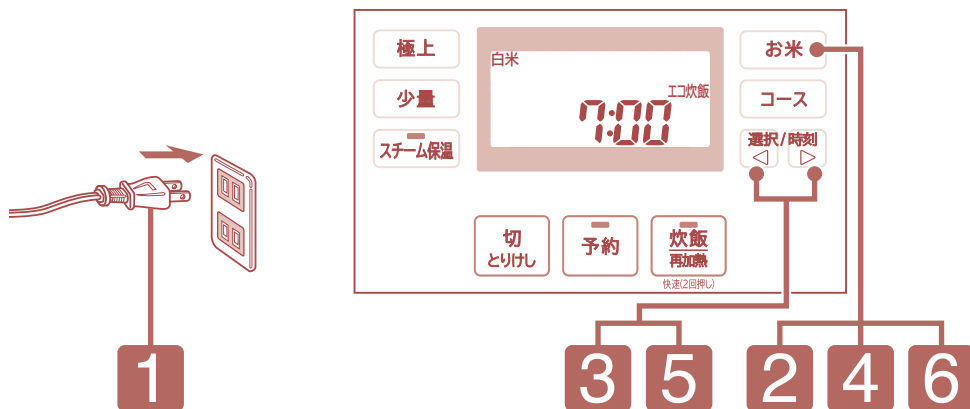 極上
少量
スチーム保温
白米
エコ炊飯
7:00
お米
コース
選択/時刻
切
とりけし
予約
炊飯
再加熱
快速(2回押し)
1
3
5
2
4
6